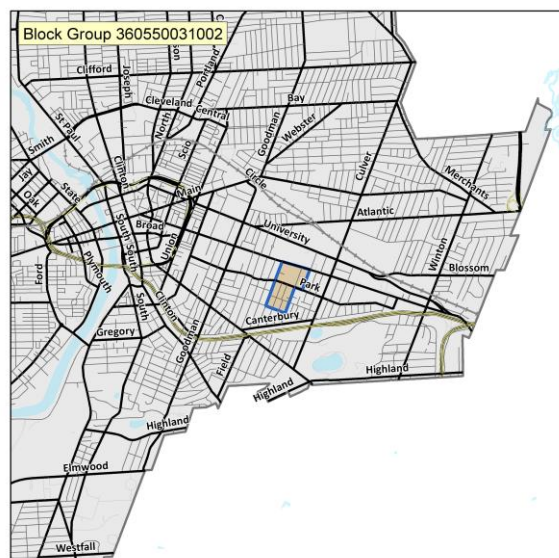 Block Group 360550031002
Clifford
Joseph
Portland
Cleveland
Bay
North
Central
Scio
Goodman
Webster
St Paul
Smith
Culver
Jay
Oak
State
Clinton
Main
Circle
Merchants
Atlantic
University
Broad
Union
South
South
Plymouth
Ford
Winton
Blossom
Park
Canterbury
South
Clinton
Gregory
Goodman
Field
Highland
Highland
Highland
Elmwood
Westfall